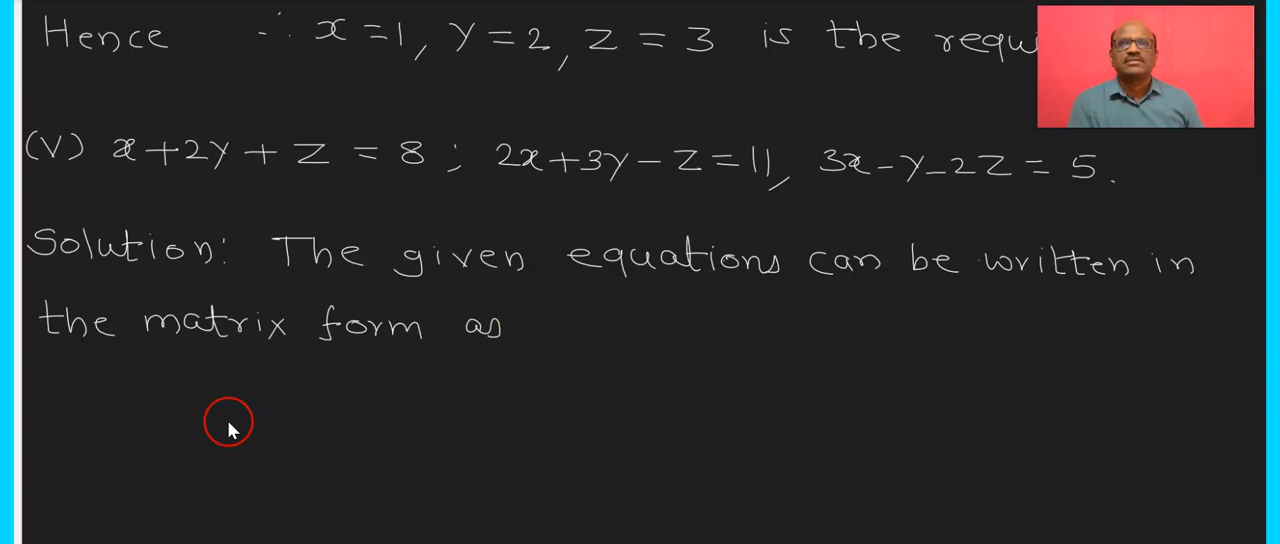 Hence ∴ x = 1, y = 2, z = 3 is the requi
(V) x + 2y + z = 8 ; 2x + 3y - z = 11, 3x - y - 2z = 5.
Solution: The given equations can be written in
the matrix form as